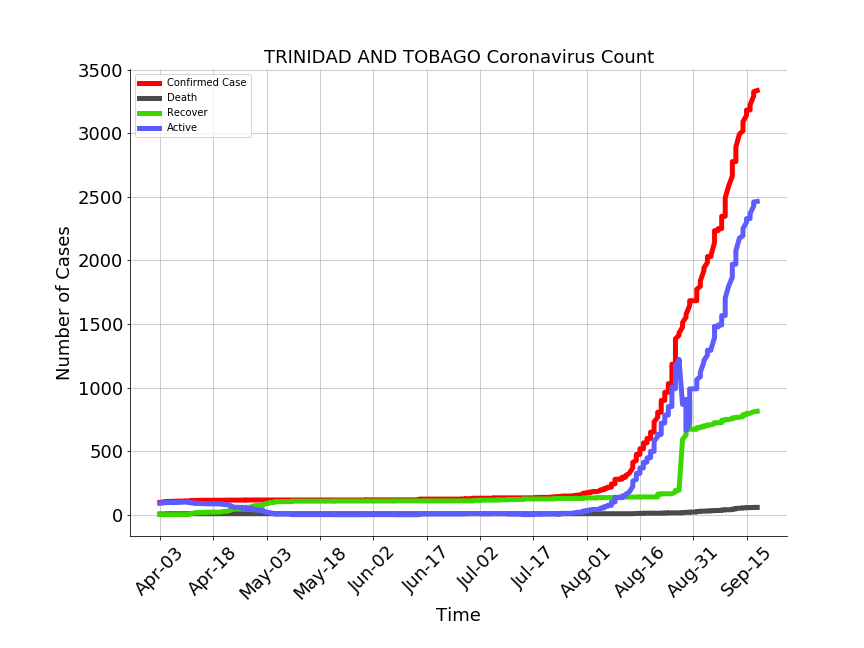 TRINIDAD AND TOBAGO Coronavirus Count
Confirmed Case
Death
Recover
Active
Number of Cases
3500
3000
2500
2000
1500
1000
500
0
Apr-03
Apr-18
May-03
May-18
Jun-02
Jun-17
Jul-02
Jul-17
Aug-01
Aug-16
Aug-31
Sep-15
Time